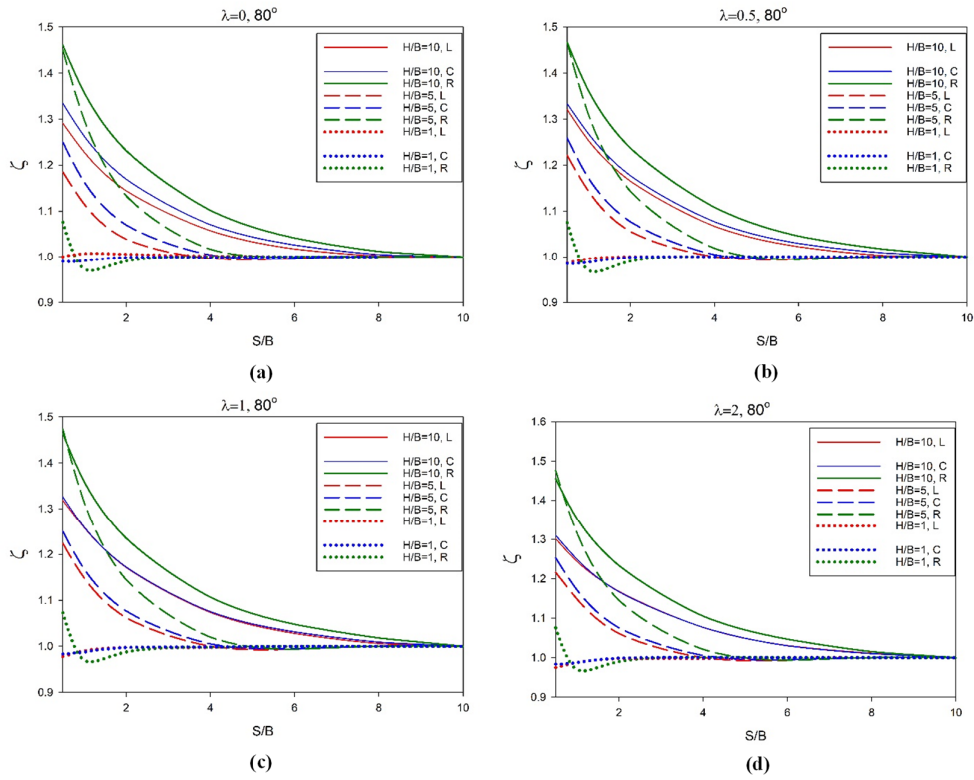 λ=0, 80°
1.5
1.4
1.3
1.2
1.1
1.0
0.9
ζ
2
4
6
8
10
S/B
H/B=10, L
H/B=10, C
H/B=10, R
H/B=5, L
H/B=5, C
H/B=5, R
H/B=1, L
H/B=1, C
H/B=1, R
(a)
λ=0.5, 80°
1.5
1.4
1.3
1.2
1.1
1.0
0.9
ζ
2
4
6
8
10
S/B
H/B=10, L
H/B=10, C
H/B=10, R
H/B=5, L
H/B=5, C
H/B=5, R
H/B=1, L
H/B=1, C
H/B=1, R
(b)
λ=1, 80°
1.5
1.4
1.3
1.2
1.1
1.0
0.9
ζ
2
4
6
8
10
S/B
H/B=10, L
H/B=10, C
H/B=10, R
H/B=5, L
H/B=5, C
H/B=5, R
H/B=1, L
H/B=1, C
H/B=1, R
(c)
λ=2, 80°
1.6
1.5
1.4
1.3
1.2
1.1
1.0
0.9
ζ
2
4
6
8
10
S/B
H/B=10, L
H/B=10, C
H/B=10, R
H/B=5, L
H/B=5, C
H/B=5, R
H/B=1, L
H/B=1, C
H/B=1, R
(d)